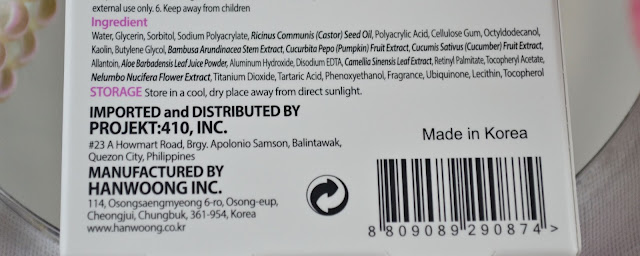 external use only. 6. Keep away from children
Ingredient
Water, Glycerin, Sorbitol, Sodium Polyacrylate, Ricinus Communis (Castor) Seed Oil, Polyacrylic Acid, Cellulose Gum, Octyldodecanol,
Kaolin, Butylene Glycol, Bambusa Arundinacea Stem Extract, Cucurbita Pepo (Pumpkin) Fruit Extract, Cucumis Sativus (Cucumber) Fruit Extract,
Allantoin, Aloe Barbadensis Leaf Juice Powder, Aluminum Hydroxide, Disodium EDTA, Camellia Sinensis Leaf Extract, Retinyl Palmitate, Tocopheryl Acetate,
Nelumbo Nucifera Flower Extract, Titanium Dioxide, Tartaric Acid, Phenoxyethanol, Fragrance, Ubiquinone, Lecithin, Tocopherol
STORAGE Store in a cool, dry place away from direct sunlight.
IMPORTED and DISTRIBUTED BY
PROJEKT:410, INC.
#23 A Howmart Road, Brgy. Apolonio Samson, Balintawak,
Quezon City, Philippines
MANUFACTURED BY
HANWOONG INC.
114, Osongsaengmyeong 6-ro, Osong-eup,
Cheongjui, Chungbuk, 361-954, Korea
www.hanwoong.co.kr
Made in Korea
8 809089 290874 >